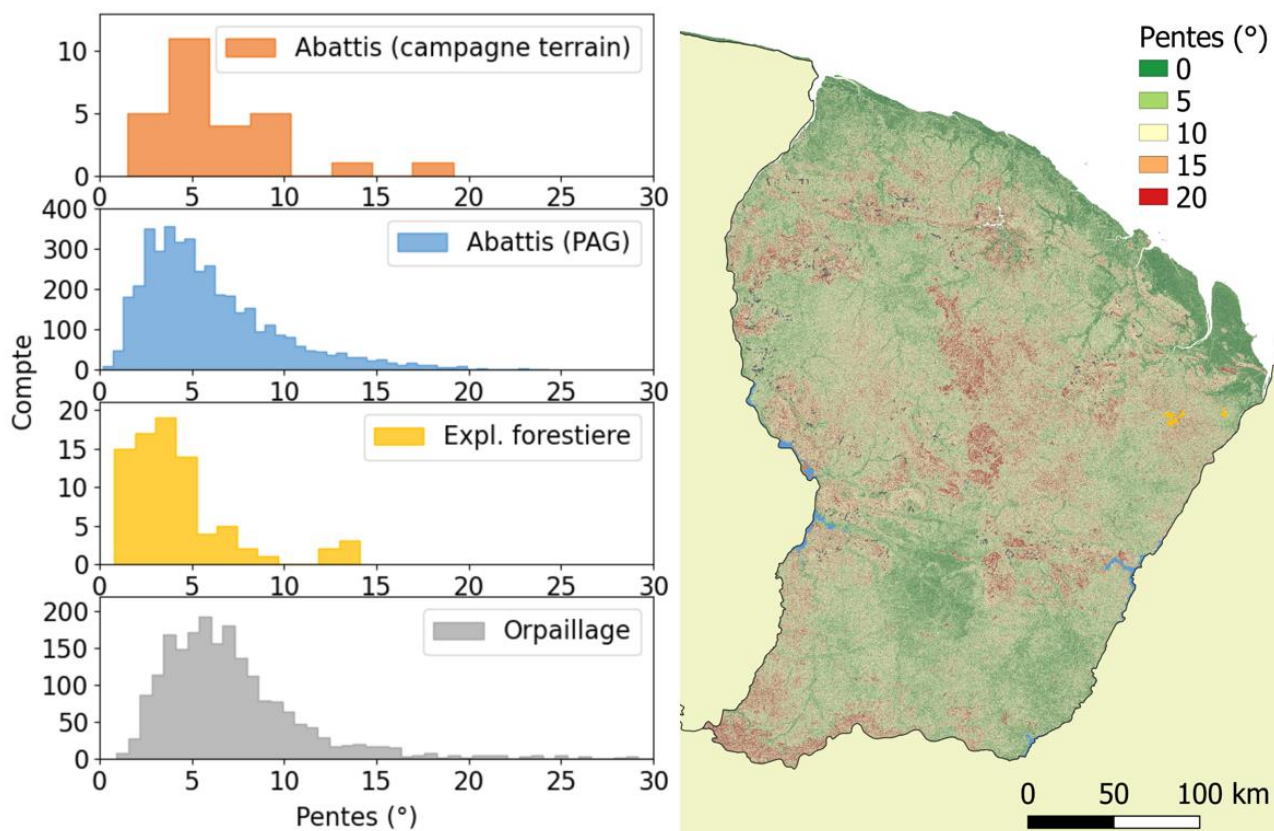 Abattis (campagne terrain)
10
5
0
0 5 10 15 20 25 30
Abattis (PAG)
400
300
200
100
0
0 5 10 15 20 25 30
Expl. forestiere
20
15
10
5
0
0 5 10 15 20 25 30
Orpaillage
200
150
100
50
0
0 5 10 15 20 25 30
Compte
Pentes (°)
Pentes (°)
0
5
10
15
20
0 50 100 km